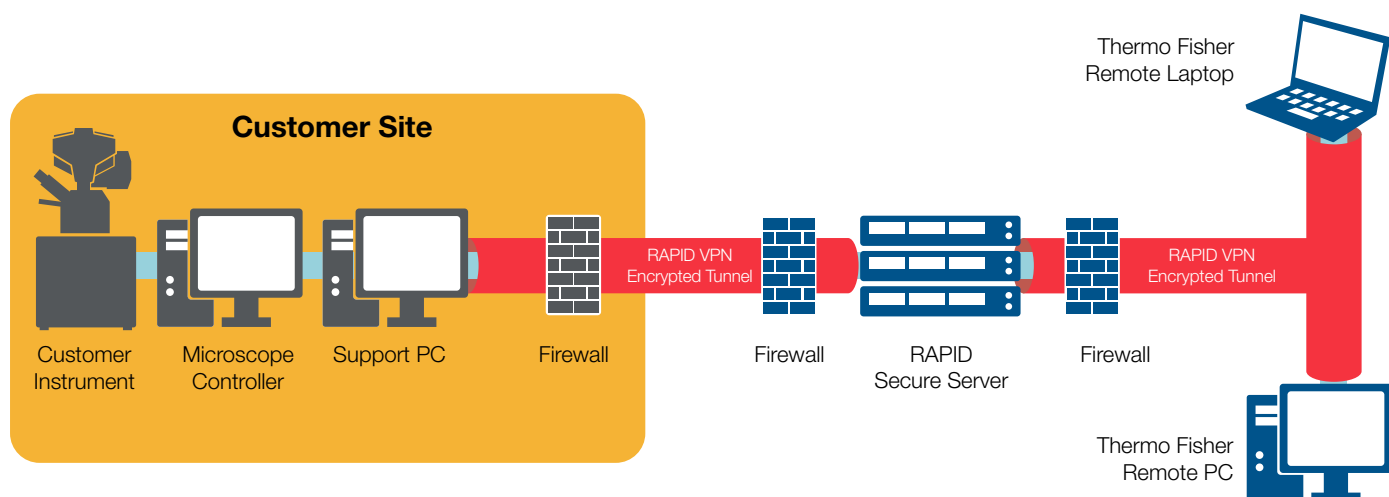 Thermo Fisher
Remote Laptop
Customer Site
RAPID VPN
Encrypted Tunnel
RAPID VPN
Encrypted Tunnel
Customer
Instrument
Microscope
Controller
Support PC
Firewall
Firewall
RAPID
Secure Server
Firewall
Thermo Fisher
Remote PC